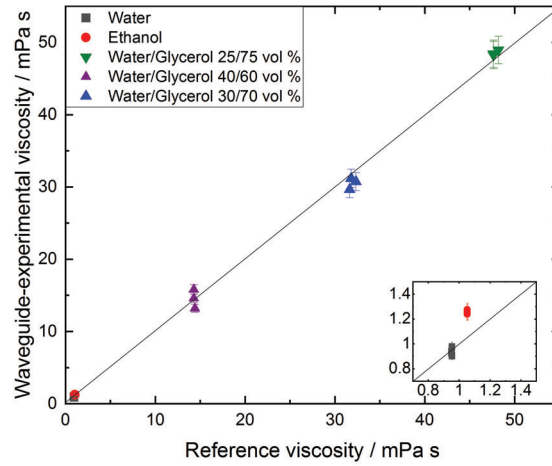 Water
Ethanol
Water/Glycerol 25/75 vol %
Water/Glycerol 40/60 vol %
Water/Glycerol 30/70 vol %
Waveguide-experimental viscosity / mPa s
50
40
30
20
10
0
0 10 20 30 40 50
Reference viscosity / mPa s
1.4
1.2
1
0.8
0.8 1 1.2 1.4